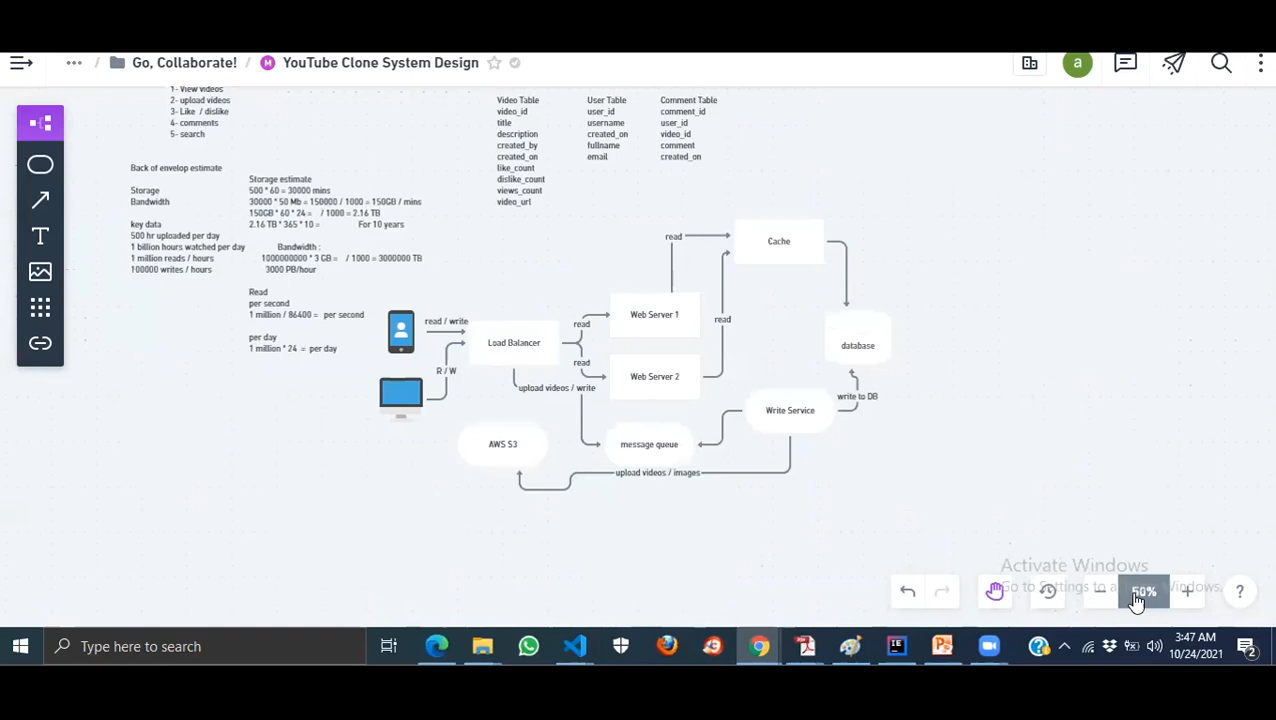 ... / Go, Collaborate! / M YouTube Clone System Design
a
1- View videos
2- upload videos
3- Like / dislike
4- comments
5- search
Back of envelop estimate
Storage
Bandwidth
key data
500 hr uploaded per day
1 billion hours watched per day
1 million reads / hours
100000 writes / hours
Storage estimate
500 * 60 = 30000 mins
30000 * 50 Mb = 150000 / 1000 = 150GB / mins
150GB * 60 * 24 = / 1000 = 2.16 TB
2.16 TB * 365 * 10 = For 10 years
Bandwidth :
1000000000 * 3 GB = / 1000 = 3000000 TB
3000 PB/hour
Read
per second
1 million / 86400 = per second
per day
1 million * 24 = per day
Video Table
video_id
title
description
created_by
created_on
like_count
dislike_count
views_count
video_url
User Table
user_id
username
created_on
fullname
email
Comment Table
comment_id
user_id
video_id
comment
created_on
read
Cache
read / write
Load Balancer
read
Web Server 1
read
database
read
Web Server 2
R / W
upload videos / write
write to DB
Write Service
AWS S3
message queue
upload videos / images
Activate Windows
Go to Settings to a Windows.
50%
?
Type here to search
3:47 AM
10/24/2021
2